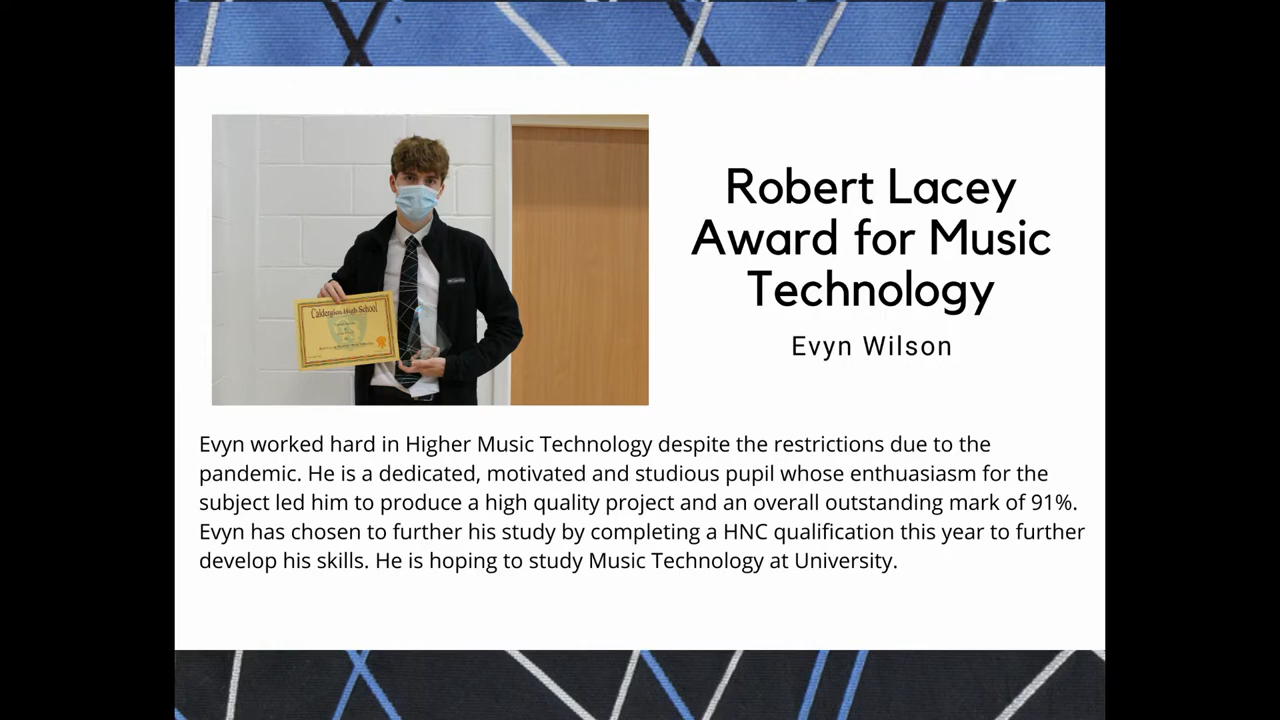 Robert Lacey
Award for Music
Technology
Evyn Wilson
Calderglen High School
Evyn worked hard in Higher Music Technology despite the restrictions due to the
pandemic. He is a dedicated, motivated and studious pupil whose enthuasiasm for the
subject led him to produce a high quality project and an overall outstanding mark of 91%.
Evyn has chosen to further his study by completing a HNC qualification this year to further
develop his skills. He is hoping to study Music Technology at University.